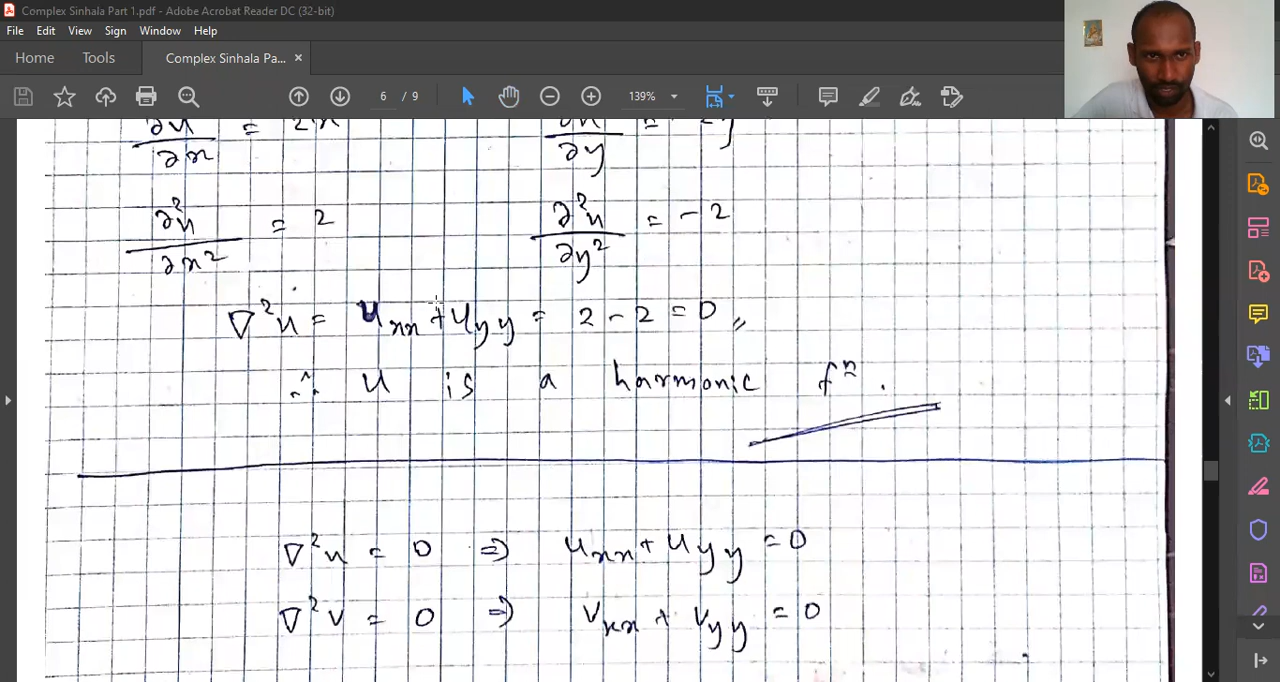 Complex Sinhala Part 1.pdf - Adobe Acrobat Reader DC (32-bit)
File Edit View Sign Window Help
Home Tools Complex Sinhala Pa... ×
6 / 9 139%
∂u/∂x = 2x ∂u/∂y = -2y
∂²u/∂x² = 2 ∂²u/∂y² = -2
∇²u = uxx + uyy = 2 - 2 = 0 //
∴ u is a harmonic fⁿ.
∇²u = 0 ⇒ uxx + uyy = 0
∇²v = 0 ⇒ vxx + vyy = 0